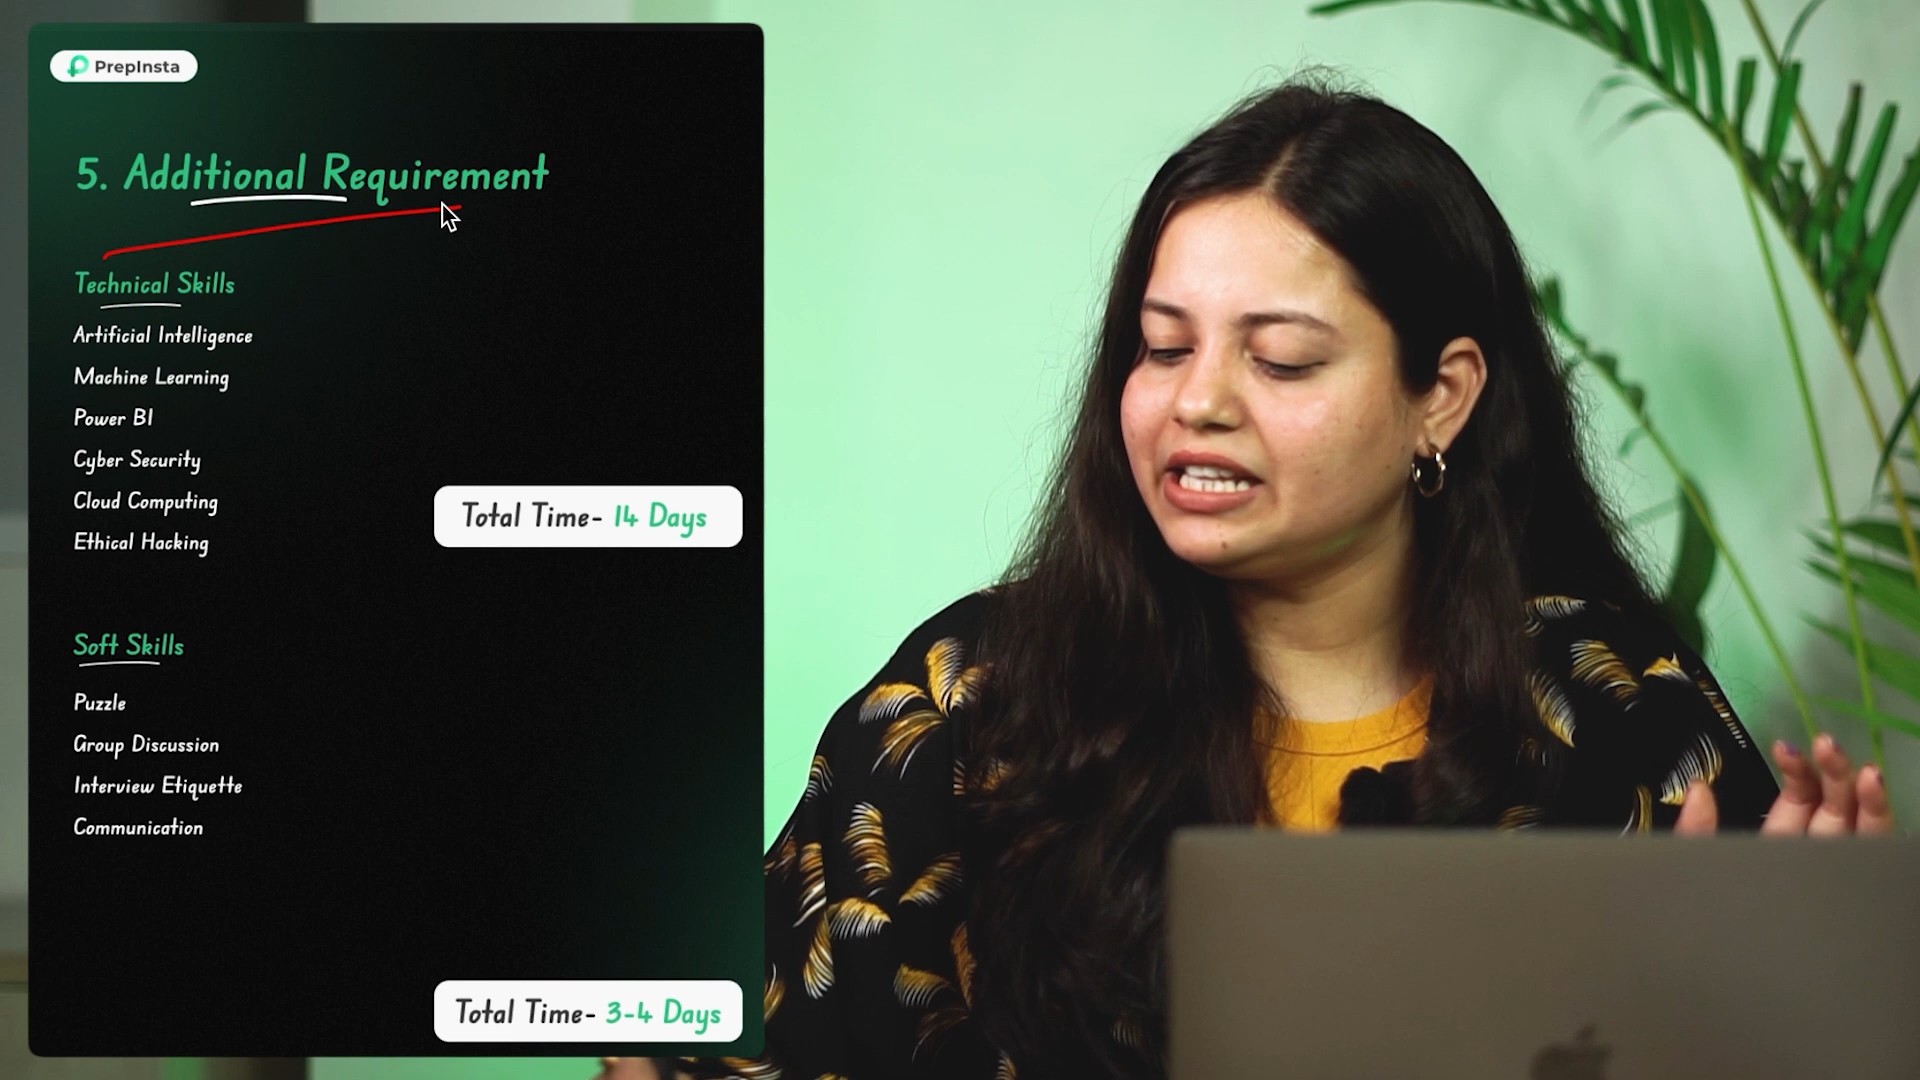 PrepInsta
5. Additional Requirement
Technical Skills
Artificial Intelligence
Machine Learning
Power BI
Cyber Security
Cloud Computing
Ethical Hacking
Total Time- 14 Days
Soft Skills
Puzzle
Group Discussion
Interview Etiquette
Communication
Total Time- 3-4 Days